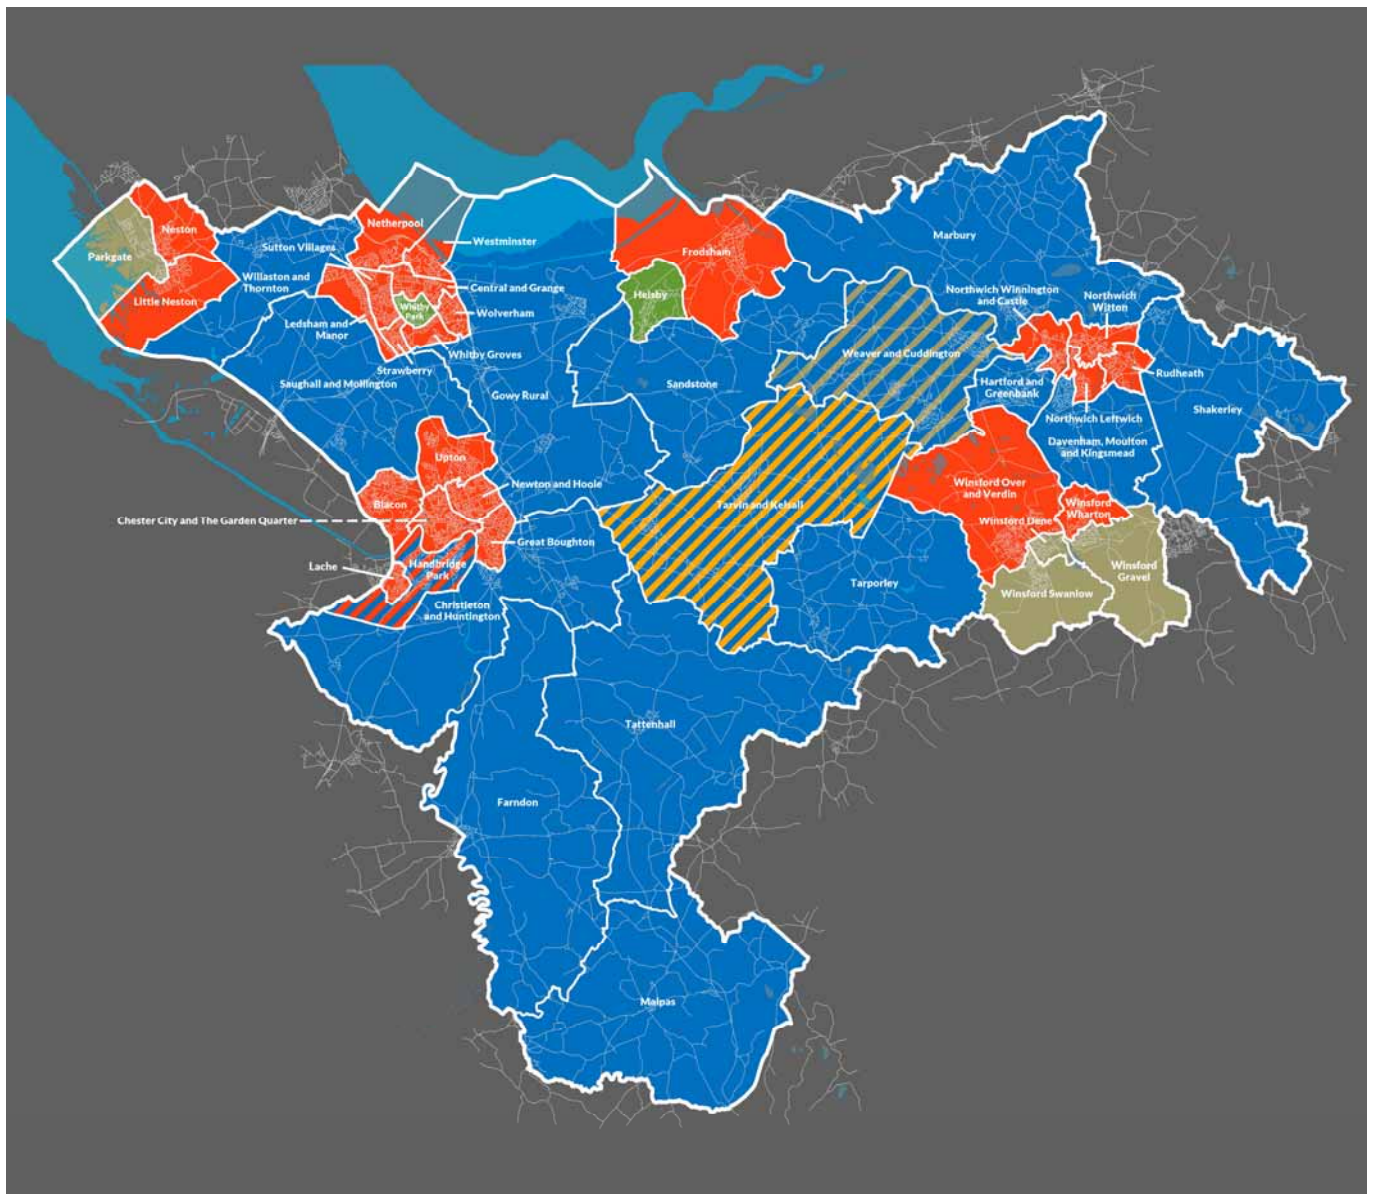 Neston
Parkgate
Little Neston
Netherpool
Sutton Villages
Westminster
Willaston and
Thornton
Central and Grange
Whitby
Park
Wolverham
Ledsham and
Manor
Whitby Groves
Strawberry
Saughall and Mollington
Gowy Rural
Frodsham
Helsby
Sandstone
Marbury
Northwich Winnington
and Castle
Northwich
Witton
Weaver and Cuddington
Rudheath
Hartford and
Greenbank
Shakerley
Northwich Leftwich
Davenham, Moulton
and Kingsmead
Upton
Newton and Hoole
Blacon
Chester City and The Garden Quarter
Great Boughton
Lache
Handbridge
Park
Christleton
and Huntington
Tarvin and Kelsall
Winsford Over
and Verdin
Winsford
Wharton
Winsford Dene
Winsford
Gravel
Winsford Swanlow
Tarporley
Tattenhall
Farndon
Malpas